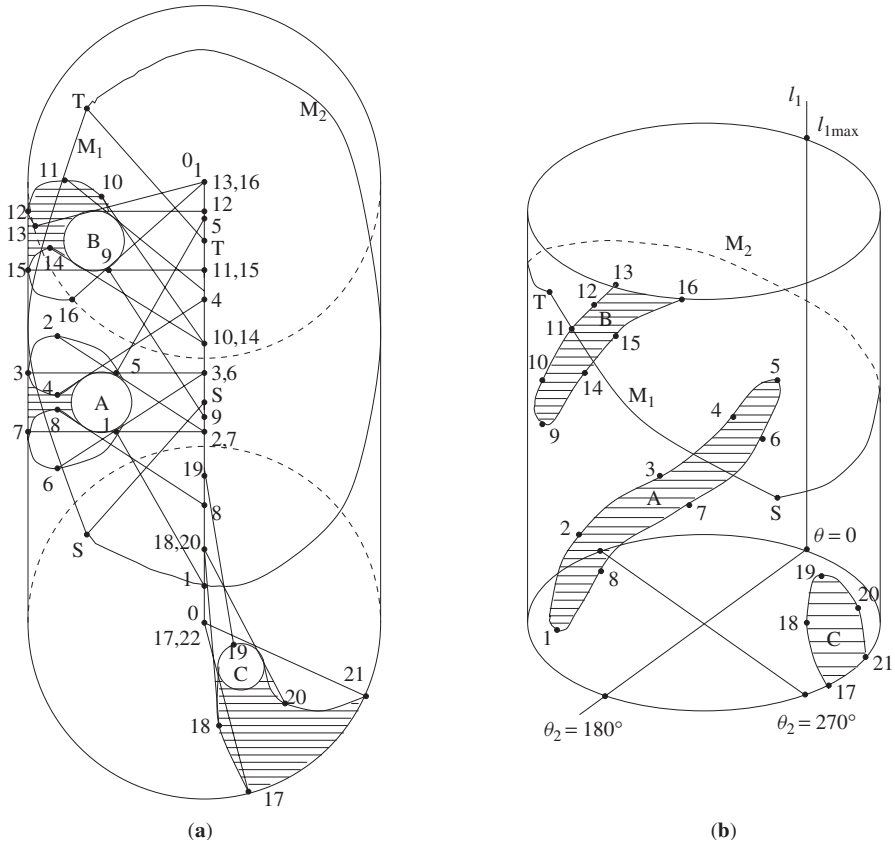 T
M₂
M₁
11
10
0₁
13,16
12
12
5
13
B
T
14
9
15
11,15
16
4
2
10,14
3
5
3,6
4
A
S
8
9
7
1
2,7
6
19
8
S
18,20
1
0
17,22
19
C
21
20
18
17
(a)
l₁
l₁max
M₂
T
13
12
16
B
11
15
10
14
M₁
5
9
4
6
3
A
7
S
2
θ = 0
8
19
20
18
C
1
21
17
θ₂ = 180°
θ₂ = 270°
(b)